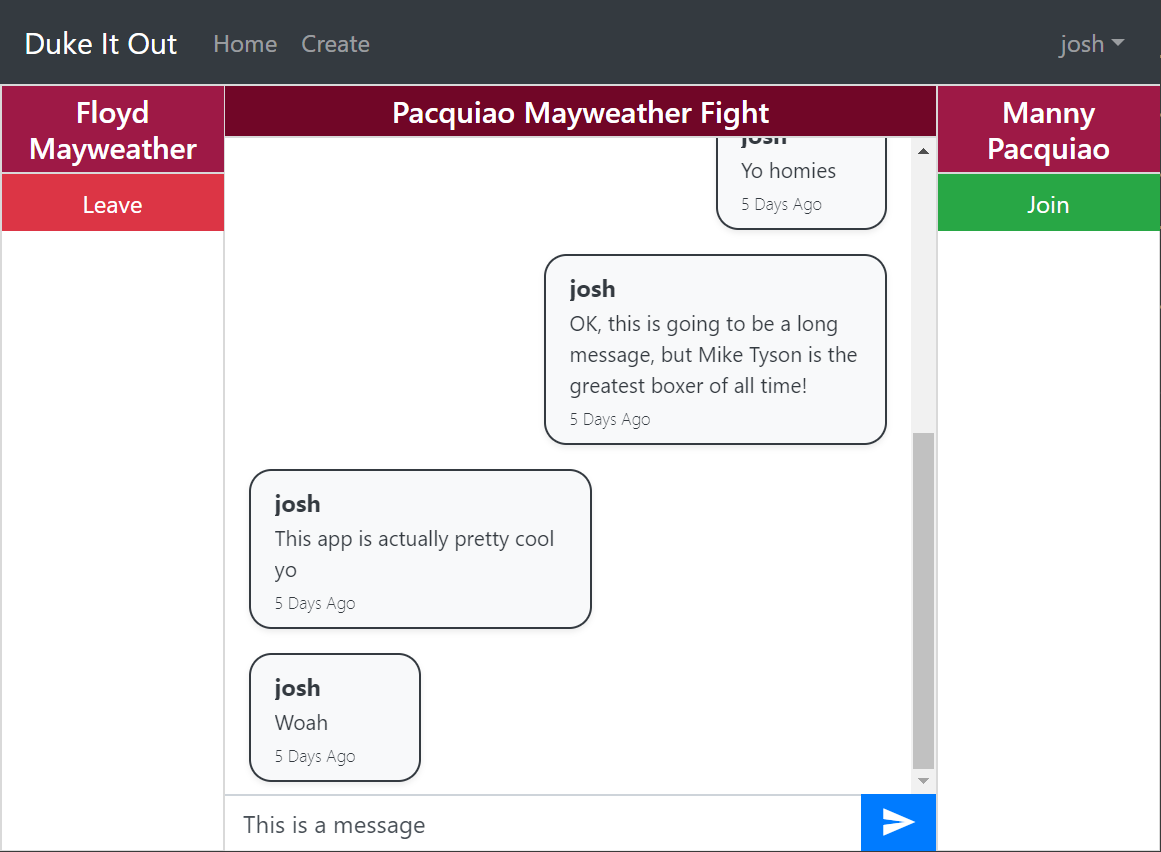 Duke It Out Home Create josh
Floyd
Mayweather
Leave
Pacquiao Mayweather Fight
josh
Yo homies
5 Days Ago
josh
OK, this is going to be a long
message, but Mike Tyson is the
greatest boxer of all time!
5 Days Ago
josh
This app is actually pretty cool
yo
5 Days Ago
josh
Woah
5 Days Ago
This is a message
Manny
Pacquiao
Join